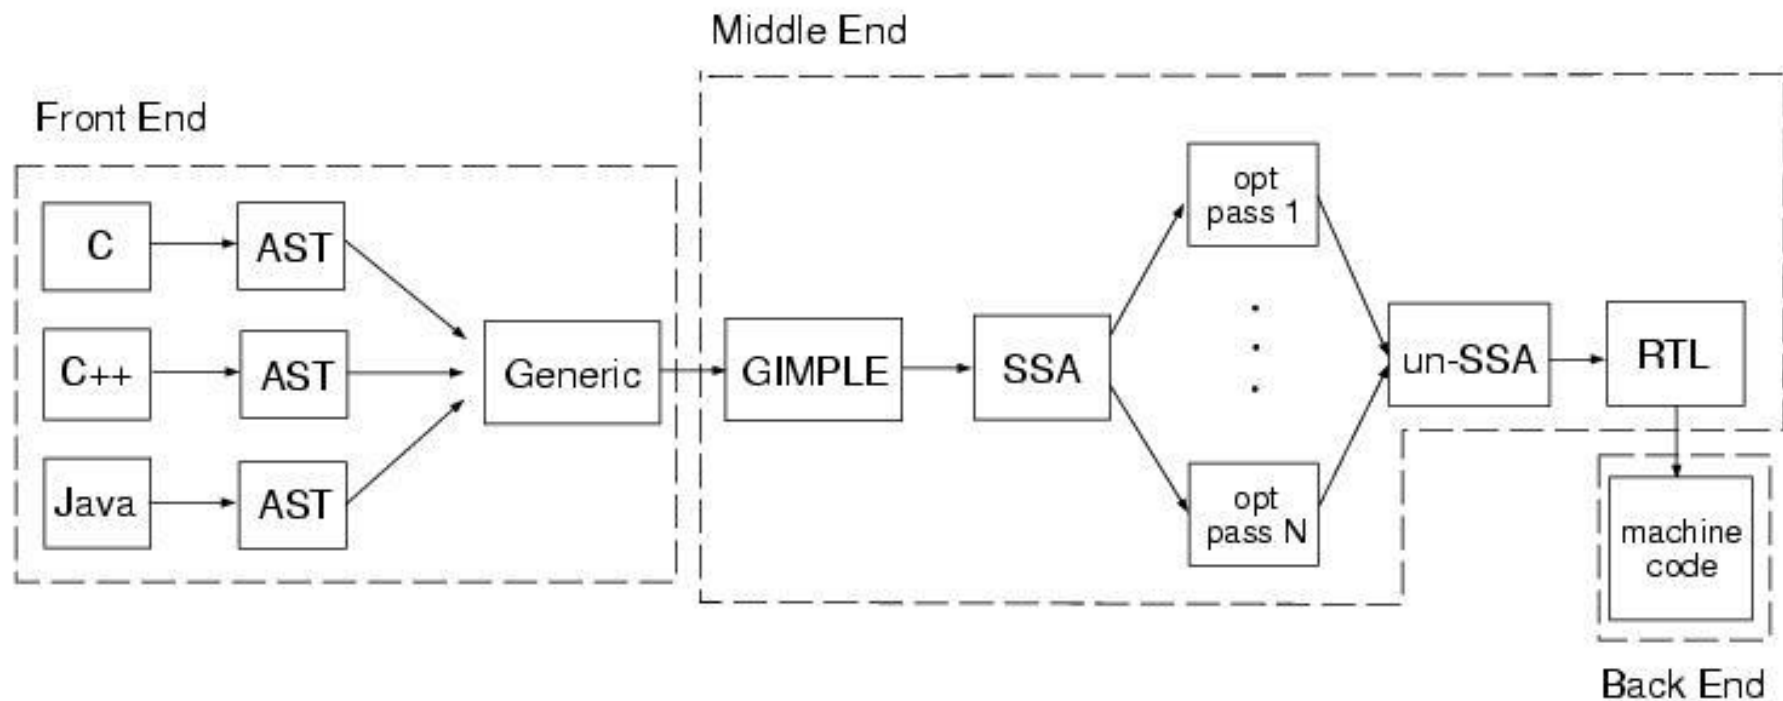 Middle End
Front End
C
AST
C++
AST
Java
AST
Generic
GIMPLE
SSA
opt
pass 1
opt
pass N
un-SSA
RTL
machine
code
Back End